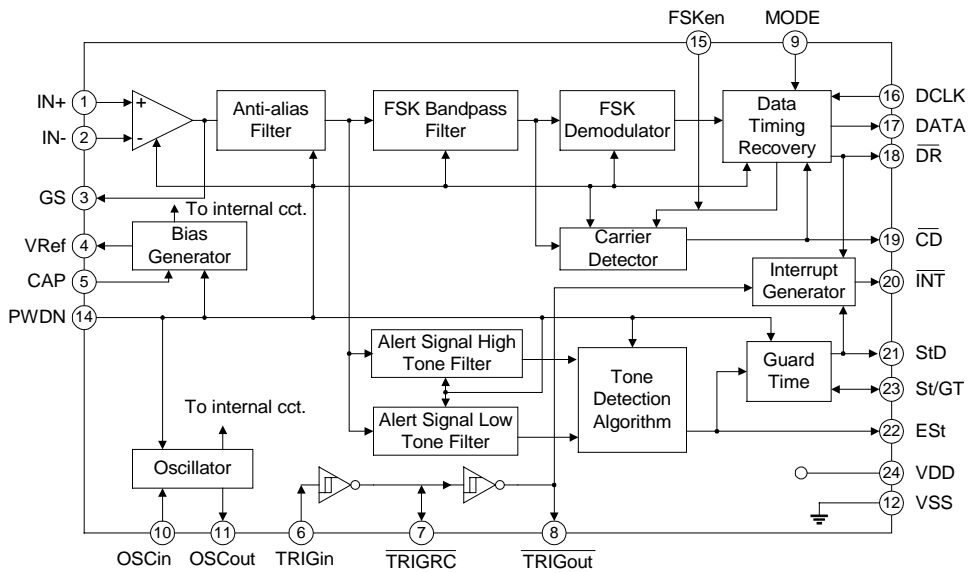 FSKen
MODE
15
9
IN+
1
+
Anti-alias
Filter
FSK Bandpass
Filter
FSK
Demodulator
Data
Timing
Recovery
16
DCLK
17
DATA
IN-
2
-
18
DR
GS
3
To internal cct.
VRef
4
Bias
Generator
Carrier
Detector
19
CD
CAP
5
Interrupt
Generator
20
INT
PWDN
14
Alert Signal High
Tone Filter
Tone
Detection
Algorithm
Guard
Time
21
StD
23
St/GT
To internal cct.
Alert Signal Low
Tone Filter
22
ESt
Oscillator
24
VDD
12
VSS
10
11
6
7
8
OSCin
OSCout
TRIGin
TRIGRC
TRIGout